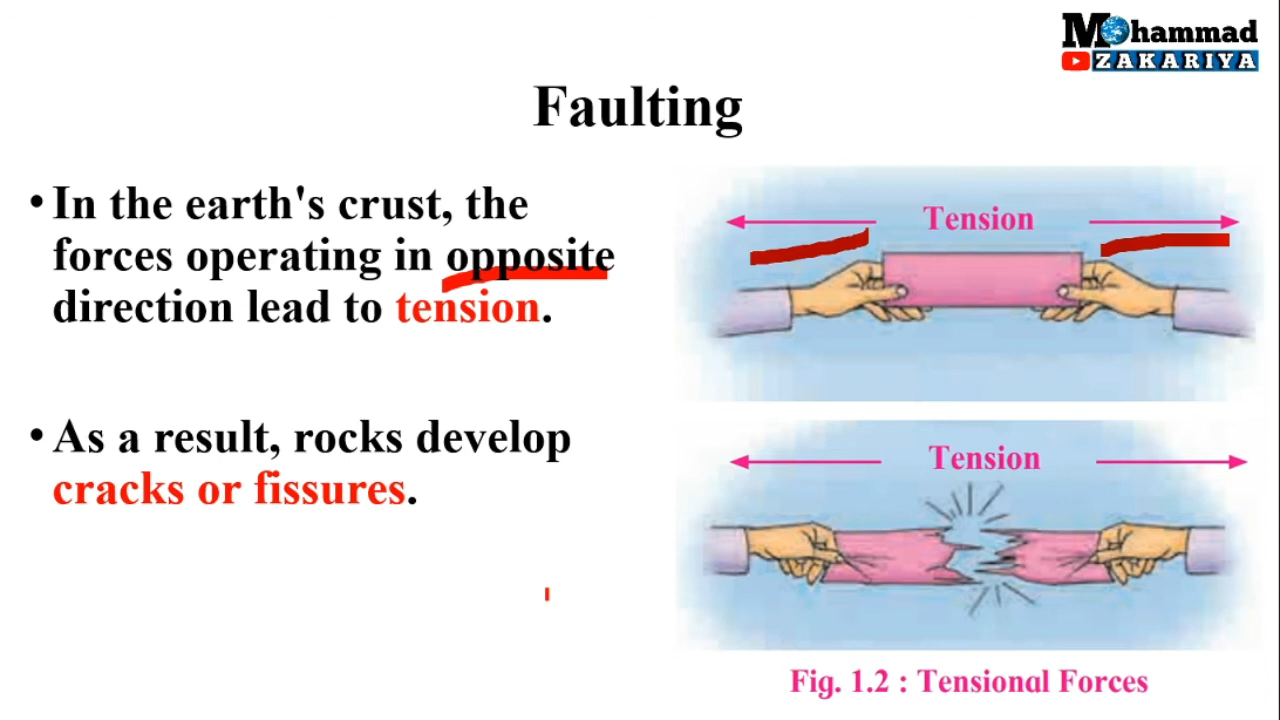 Mohammad
ZAKARIYA
Faulting
• In the earth's crust, the
forces operating in opposite
direction lead to tension.
• As a result, rocks develop
cracks or fissures.
Tension
Tension
Fig. 1.2 : Tensional Forces